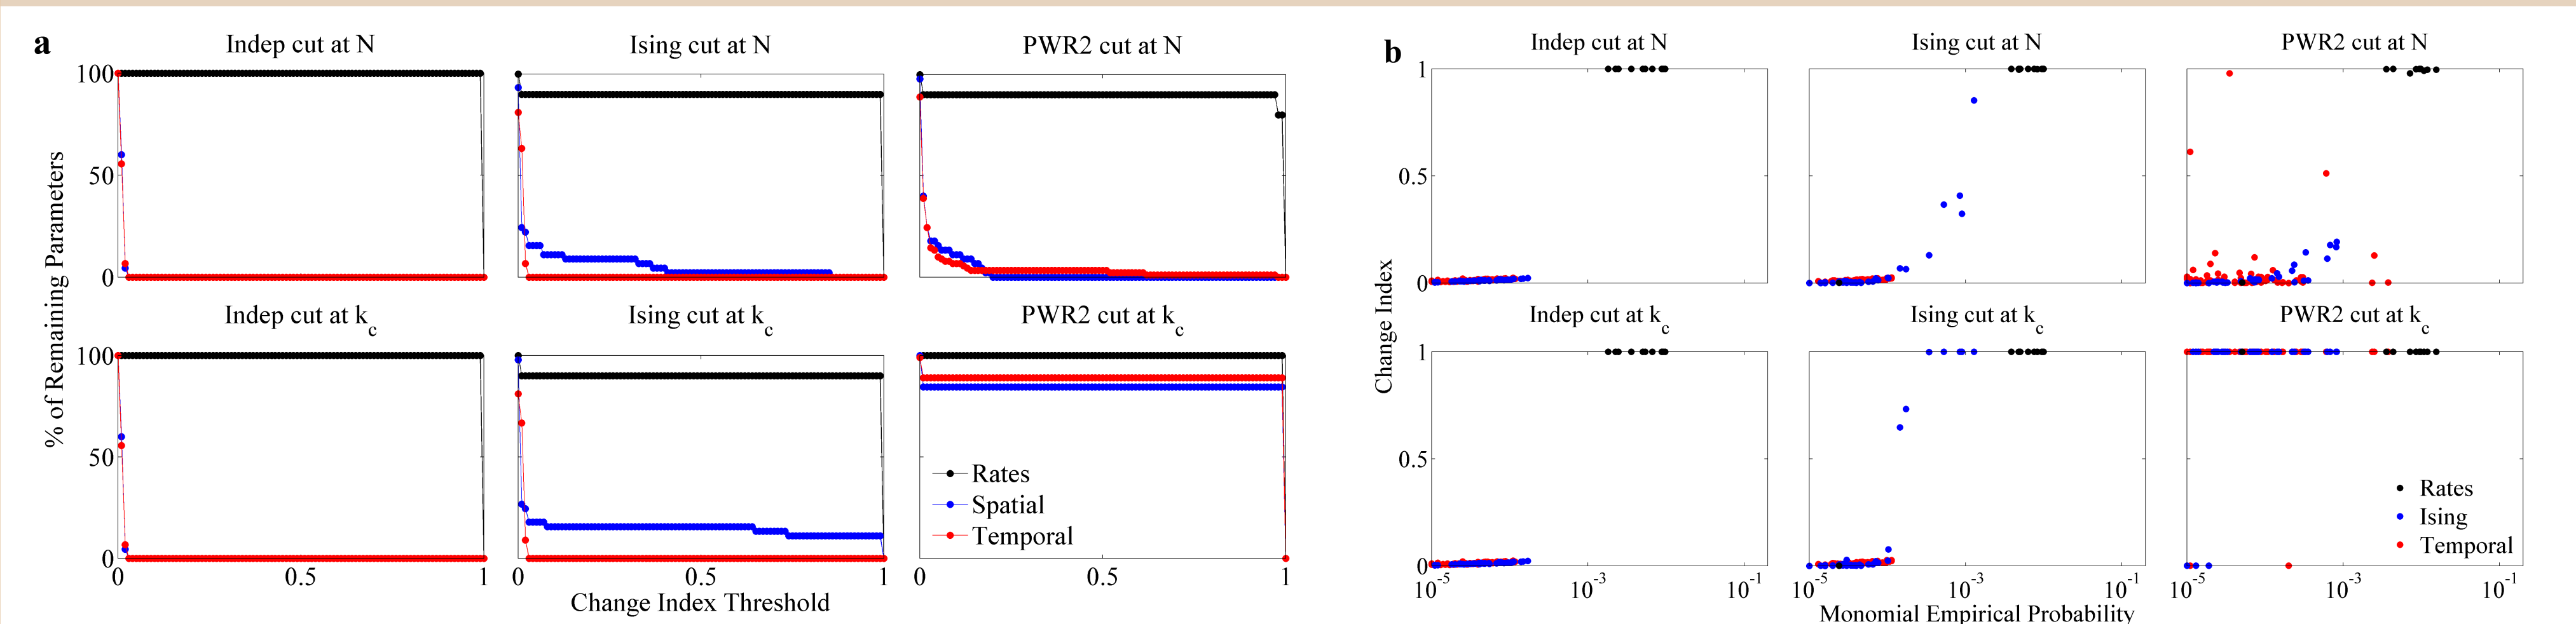 a
Indep cut at N
Ising cut at N
PWR2 cut at N
100
50
0
% of Remaining Parameters
Indep cut at kc
Ising cut at kc
PWR2 cut at kc
100
50
0
Rates
Spatial
Temporal
0 0.5 1
0 0.5 1
0 0.5 1
Change Index Threshold
b
Indep cut at N
Ising cut at N
PWR2 cut at N
1
0.5
0
Change Index
Indep cut at kc
Ising cut at kc
PWR2 cut at kc
1
0.5
0
Rates
Ising
Temporal
10-5 10-3 10-1
10-5 10-3 10-1
10-5 10-3 10-1
Monomial Empirical Probability